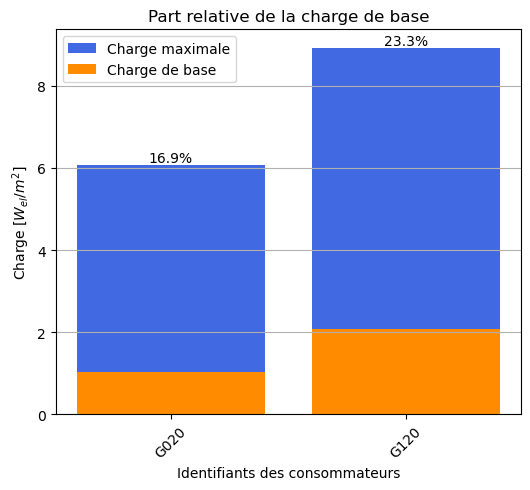 Part relative de la charge de base
Charge maximale
Charge de base
23.3%
16.9%
8
6
4
2
0
Charge [$W_{el}/m^2$]
G020
G120
Identifiants des consommateurs